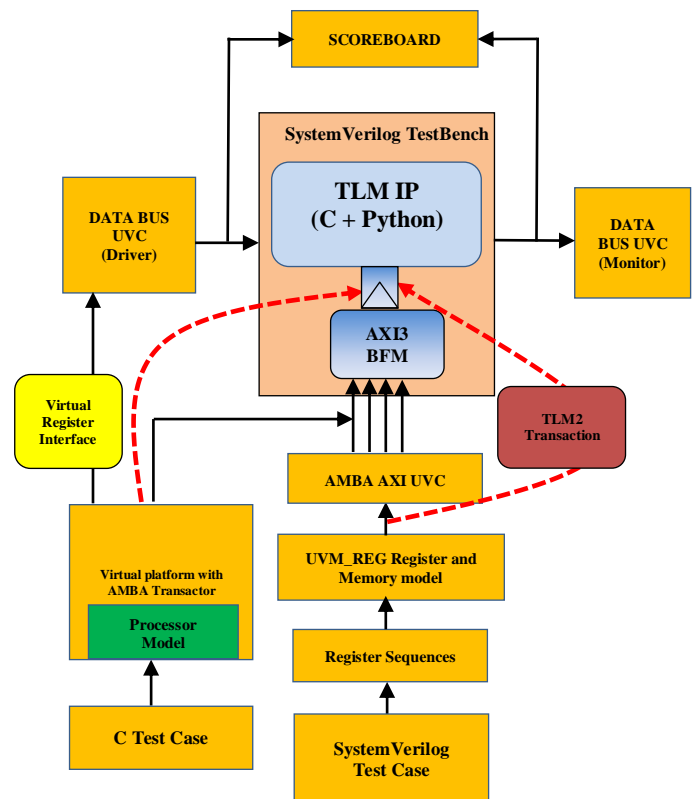 SCOREBOARD
SystemVerilog TestBench
TLM IP
(C + Python)
DATA BUS
UVC
(Driver)
DATA
BUS UVC
(Monitor)
AXI3
BFM
Virtual
Register
Interface
TLM2
Transaction
AMBA AXI UVC
Virtual platform with
AMBA Transactor
Processor
Model
UVM_REG Register and
Memory model
Register Sequences
C Test Case
SystemVerilog
Test Case